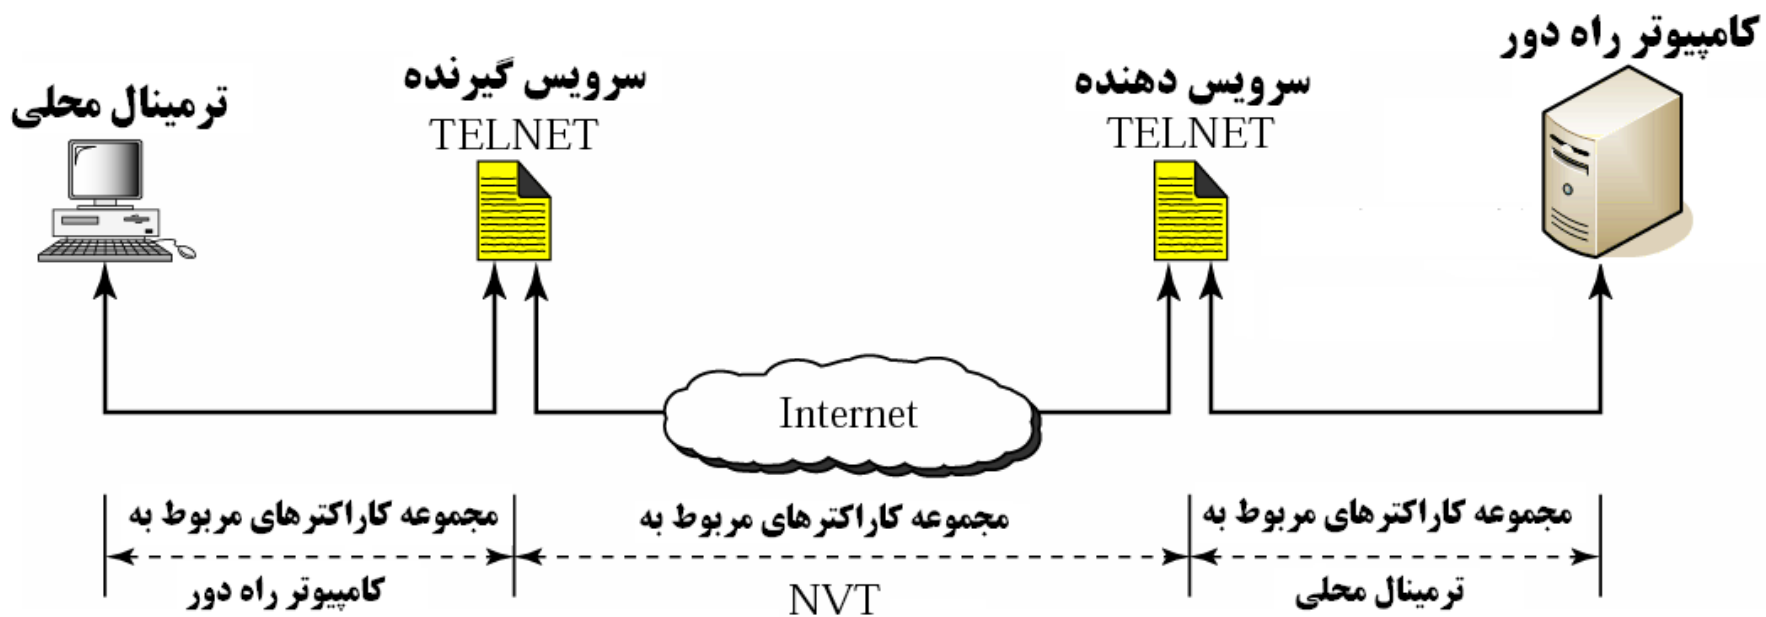 کامپیوتر راه دور
سرویس دهنده
TELNET
سرویس گیرنده
TELNET
ترمینال محلی
Internet
مجموعه کاراکترهای مربوط به
ترمینال محلی
مجموعه کاراکترهای مربوط به
NVT
مجموعه کاراکترهای مربوط به
کامپیوتر راه دور